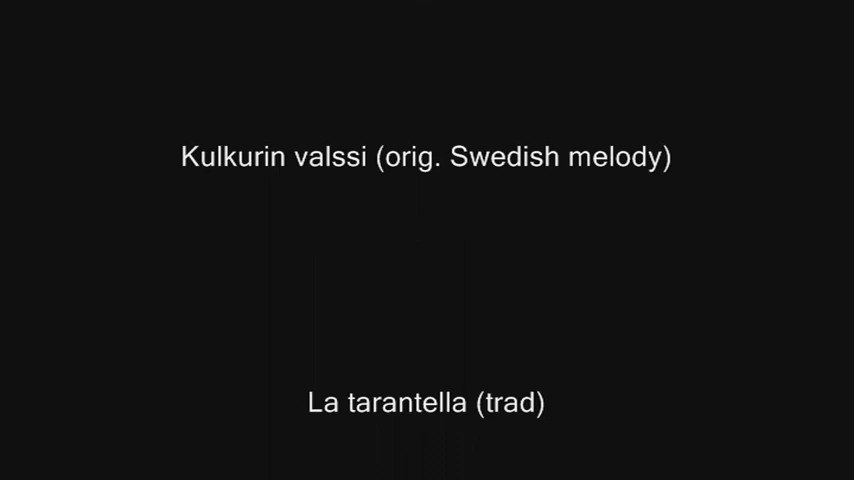 Kulkurin valssi (orig. Swedish melody)
La tarantella (trad)